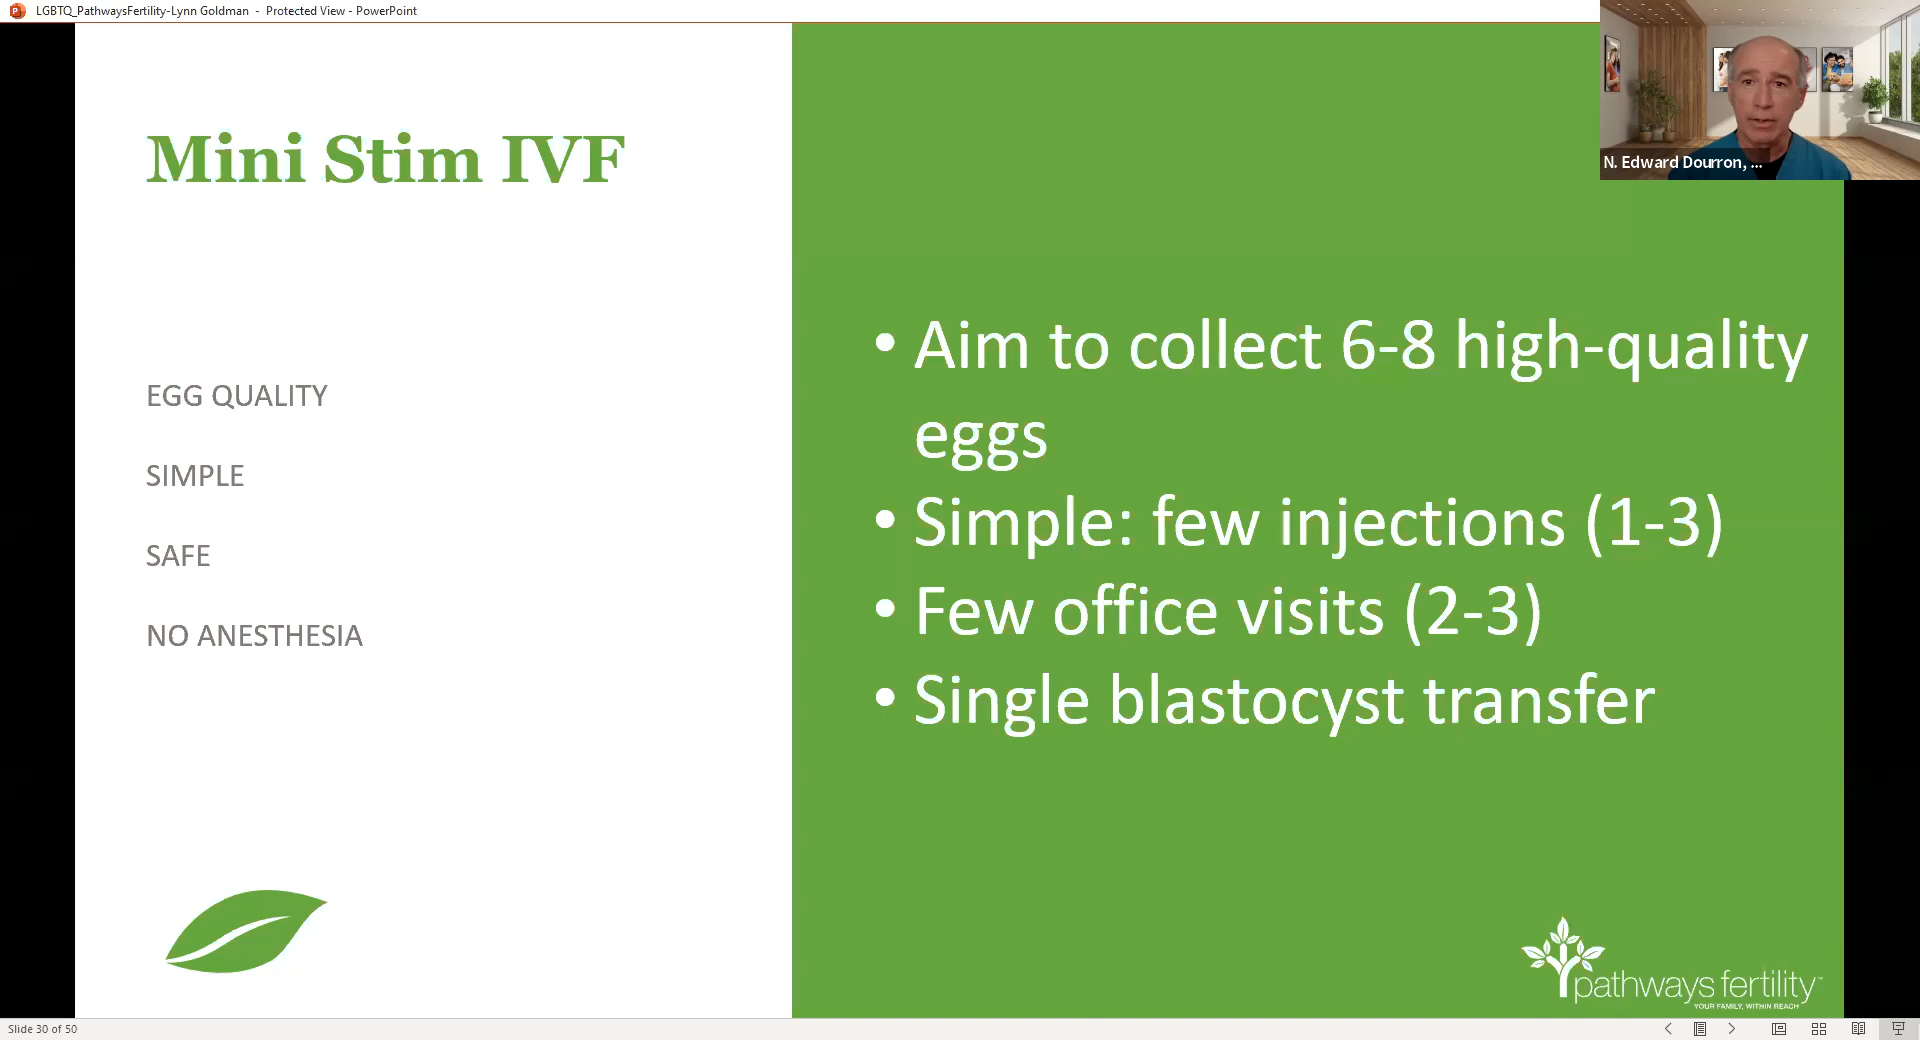 LGBTQ_PathwaysFertility-Lynn Goldman - Protected View - PowerPoint
N. Edward Dourron, ...
Mini Stim IVF
EGG QUALITY
SIMPLE
SAFE
NO ANESTHESIA
• Aim to collect 6-8 high-quality
eggs
• Simple: few injections (1-3)
• Few office visits (2-3)
• Single blastocyst transfer
pathways fertility™
YOUR FAMILY, WITHIN REACH
Slide 30 of 50